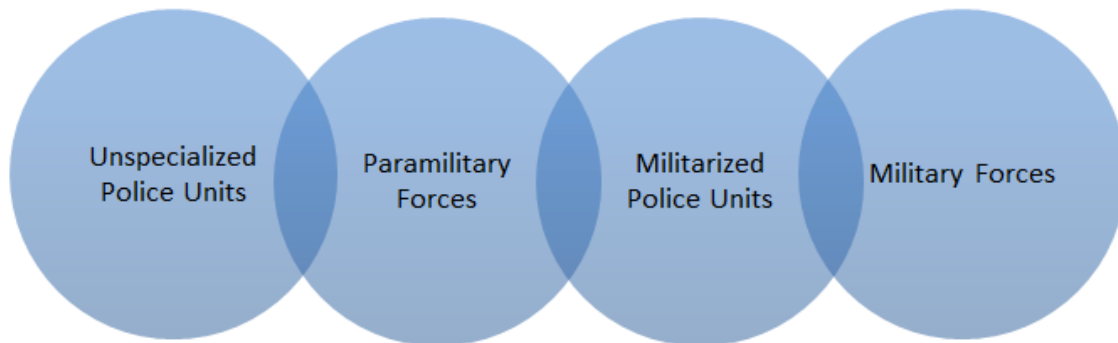 Unspecialized
Police Units
Paramilitary
Forces
Militarized
Police Units
Military Forces